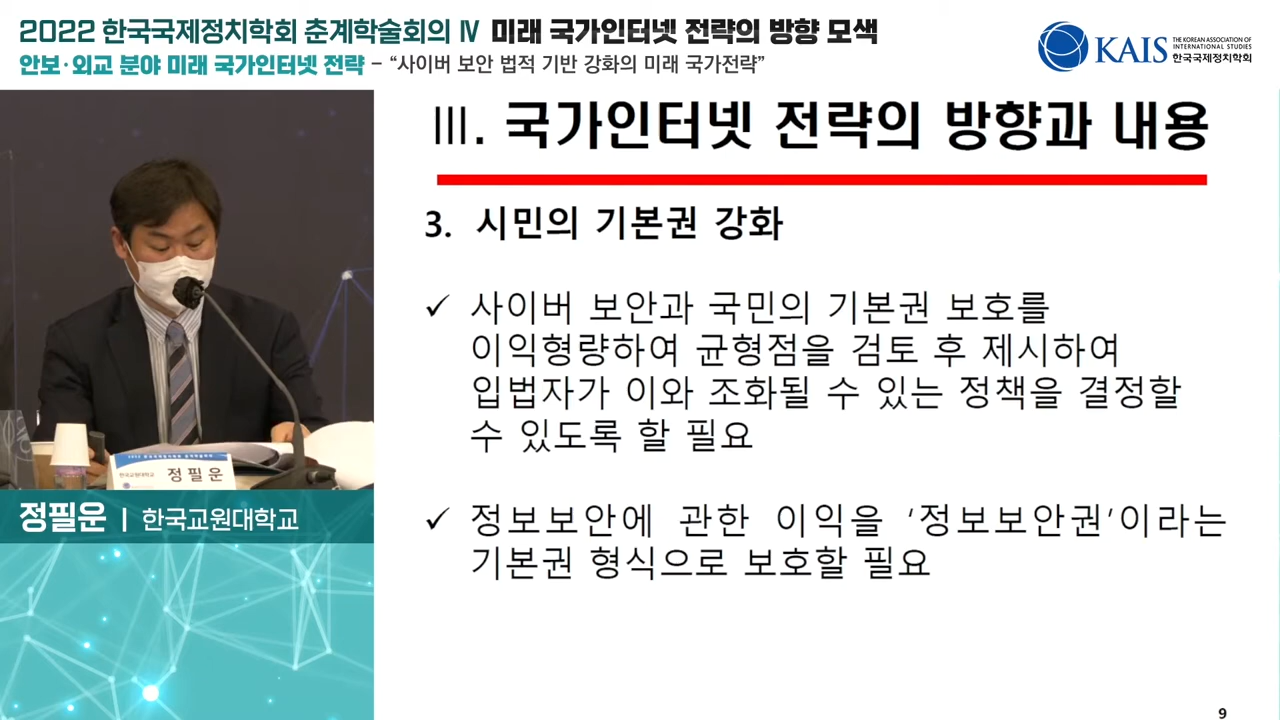 2022 한국국제정치학회 춘계학술회의 Ⅳ 미래 국가인터넷 전략의 방향 모색
안보·외교 분야 미래 국가인터넷 전략 – “사이버 보안 법적 기반 강화의 미래 국가전략”
KAIS
THE KOREAN ASSOCIATION OF
INTERNATIONAL STUDIES
한국국제정치학회
Ⅲ. 국가인터넷 전략의 방향과 내용
3. 시민의 기본권 강화
✓ 사이버 보안과 국민의 기본권 보호를
이익형량하여 균형점을 검토 후 제시하여
입법자가 이와 조화될 수 있는 정책을 결정할
수 있도록 할 필요
✓ 정보보안에 관한 이익을 ‘정보보안권’이라는
기본권 형식으로 보호할 필요
한국교원대학교 정필운
정필운 | 한국교원대학교
9